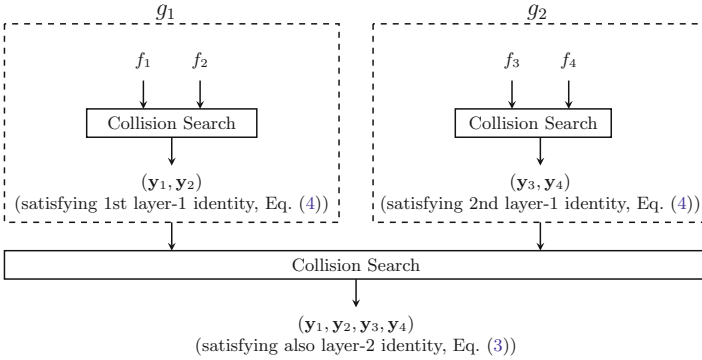 g₁ g₂
f₁ f₂ f₃ f₄
Collision Search Collision Search
(y₁, y₂) (y₃, y₄)
(satisfying 1st layer-1 identity, Eq. (4)) (satisfying 2nd layer-1 identity, Eq. (4))
Collision Search
(y₁, y₂, y₃, y₄)
(satisfying also layer-2 identity, Eq. (3))